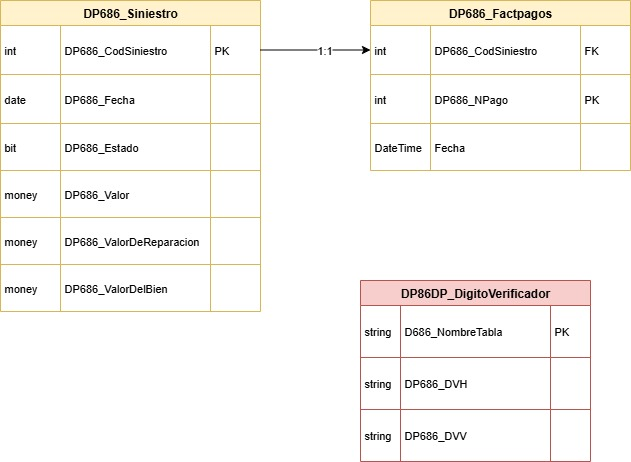 DP686_Siniestro
int DP686_CodSiniestro PK
date DP686_Fecha
bit DP686_Estado
money DP686_Valor
money DP686_ValorDeReparacion
money DP686_ValorDelBien
1:1
DP686_Factpagos
int DP686_CodSiniestro FK
int DP686_NPago PK
DateTime Fecha
DP86DP_DigitoVerificador
string D686_NombreTabla PK
string DP686_DVH
string DP686_DVV